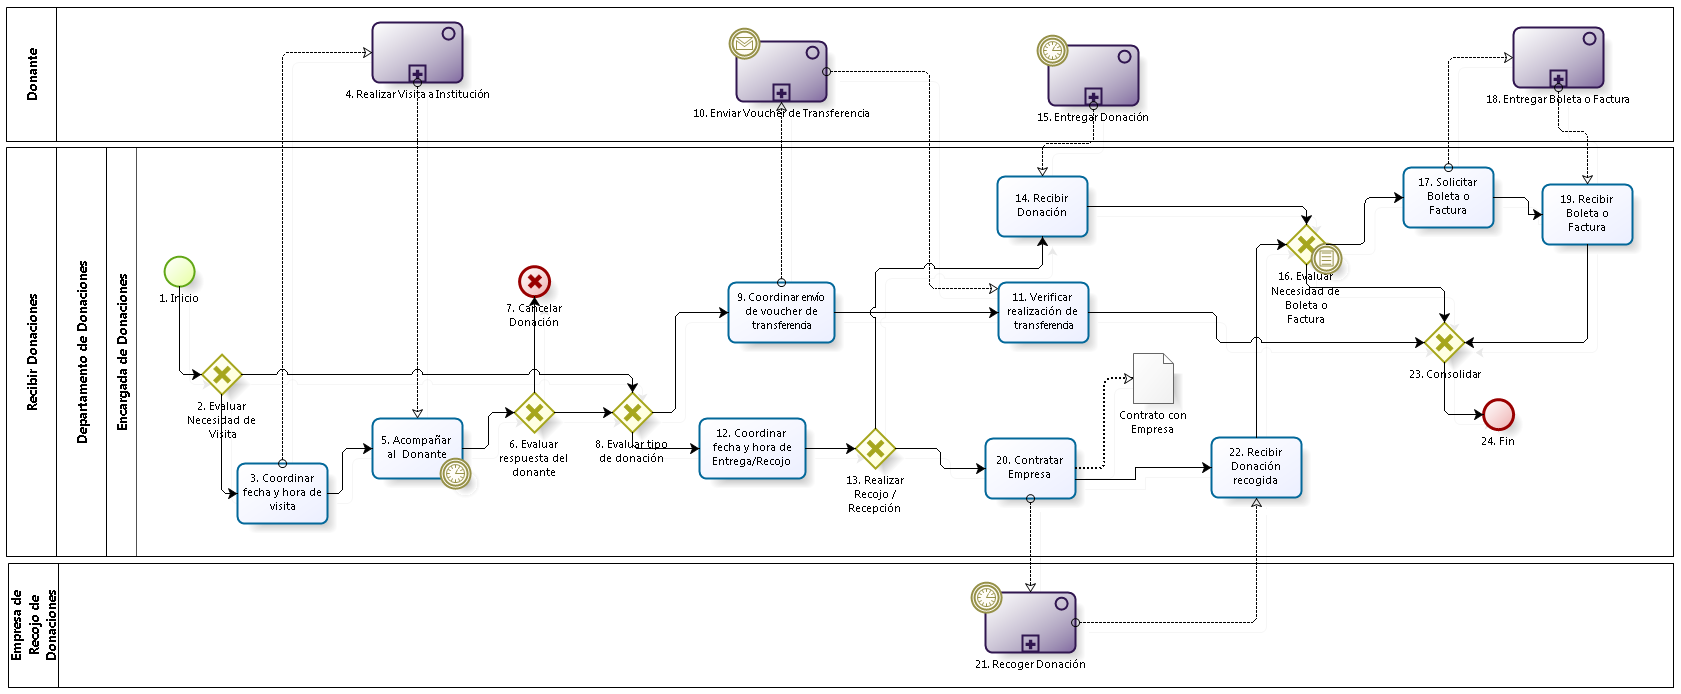 Donante
4. Realizar Visita a Institución
10. Enviar Voucher de Transferencia
15. Entregar Donación
18. Entregar Boleta o Factura
Recibir Donaciones
Departamento de Donaciones
Encargada de Donaciones
1. Inicio
2. Evaluar
Necesidad de
Visita
3. Coordinar
fecha y hora de
visita
5. Acompañar
al Donante
6. Evaluar
respuesta del
donante
7. Cancelar
Donación
8. Evaluar tipo
de donación
9. Coordinar envío
de voucher de
transferencia
11. Verificar
realización de
transferencia
12. Coordinar
fecha y hora de
Entrega/Recojo
13. Realizar
Recojo /
Recepción
14. Recibir
Donación
16. Evaluar
Necesidad de
Boleta o
Factura
17. Solicitar
Boleta o
Factura
19. Recibir
Boleta o
Factura
20. Contratar
Empresa
Contrato con
Empresa
22. Recibir
Donación
recogida
23. Consolidar
24. Fin
Empresa de
Recojo de
Donaciones
21. Recoger Donación